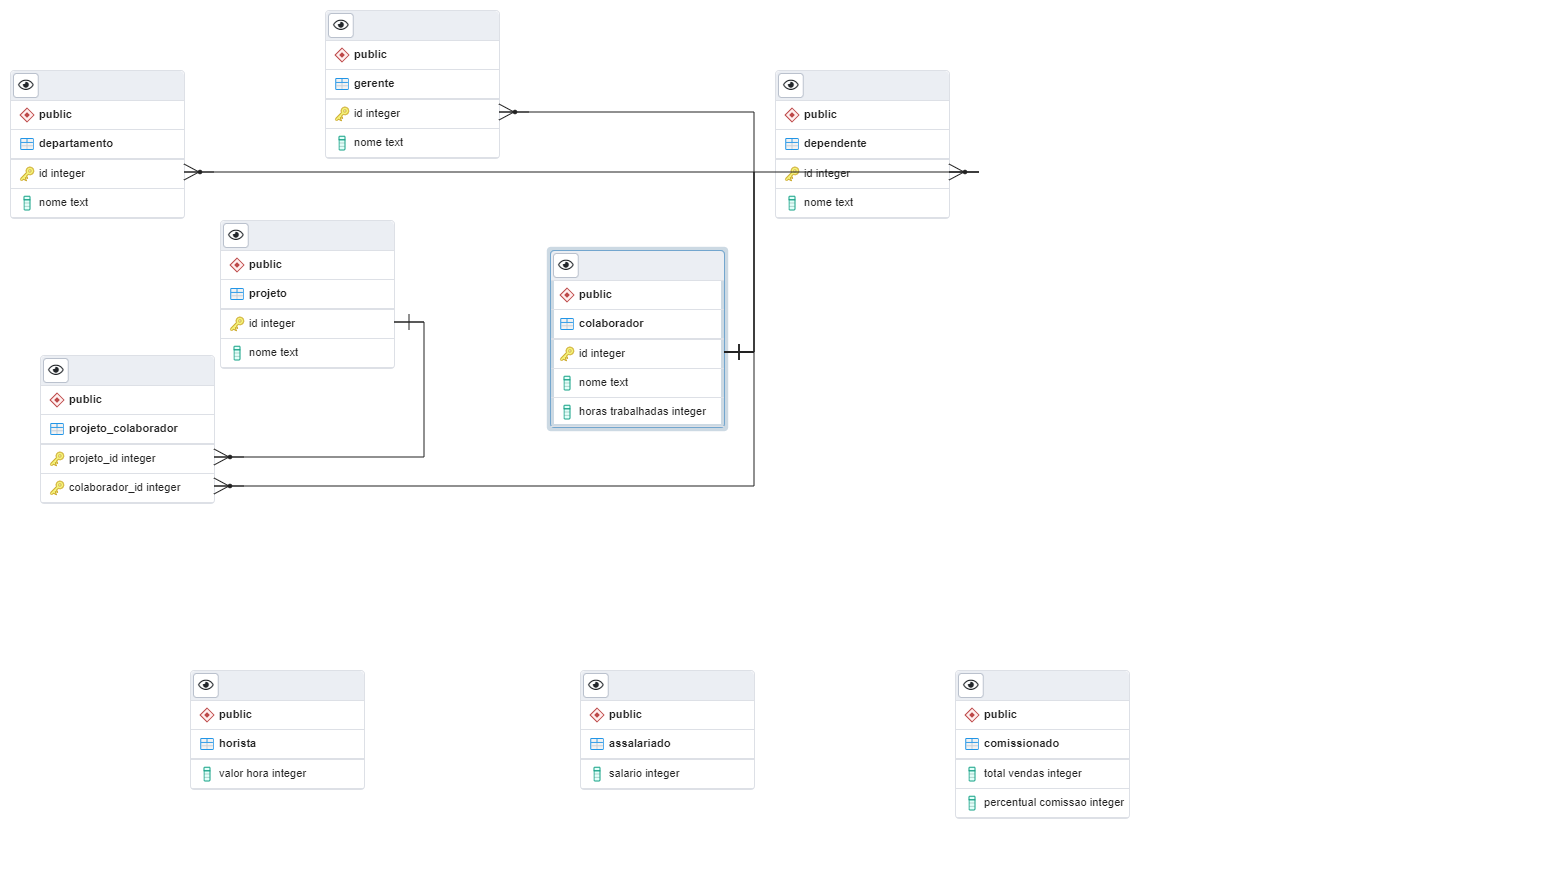 public
gerente
id integer
nome text
public
departamento
id integer
nome text
public
dependente
id integer
nome text
public
projeto
id integer
nome text
public
colaborador
id integer
nome text
horas trabalhadas integer
public
projeto_colaborador
projeto_id integer
colaborador_id integer
public
horista
valor hora integer
public
assalariado
salario integer
public
comissionado
total vendas integer
percentual comissao integer